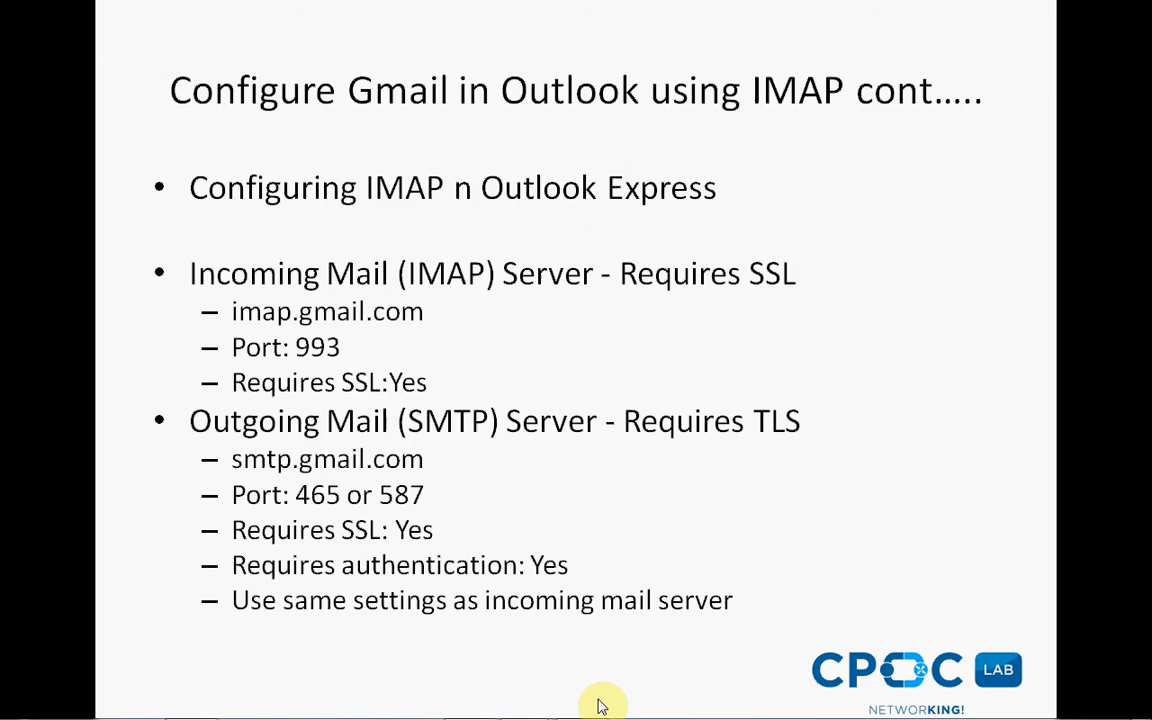 Configure Gmail in Outlook using IMAP cont…..
• Configuring IMAP n Outlook Express
• Incoming Mail (IMAP) Server - Requires SSL
– imap.gmail.com
– Port: 993
– Requires SSL:Yes
• Outgoing Mail (SMTP) Server - Requires TLS
– smtp.gmail.com
– Port: 465 or 587
– Requires SSL: Yes
– Requires authentication: Yes
– Use same settings as incoming mail server
CPOC LAB
NETWORKING!